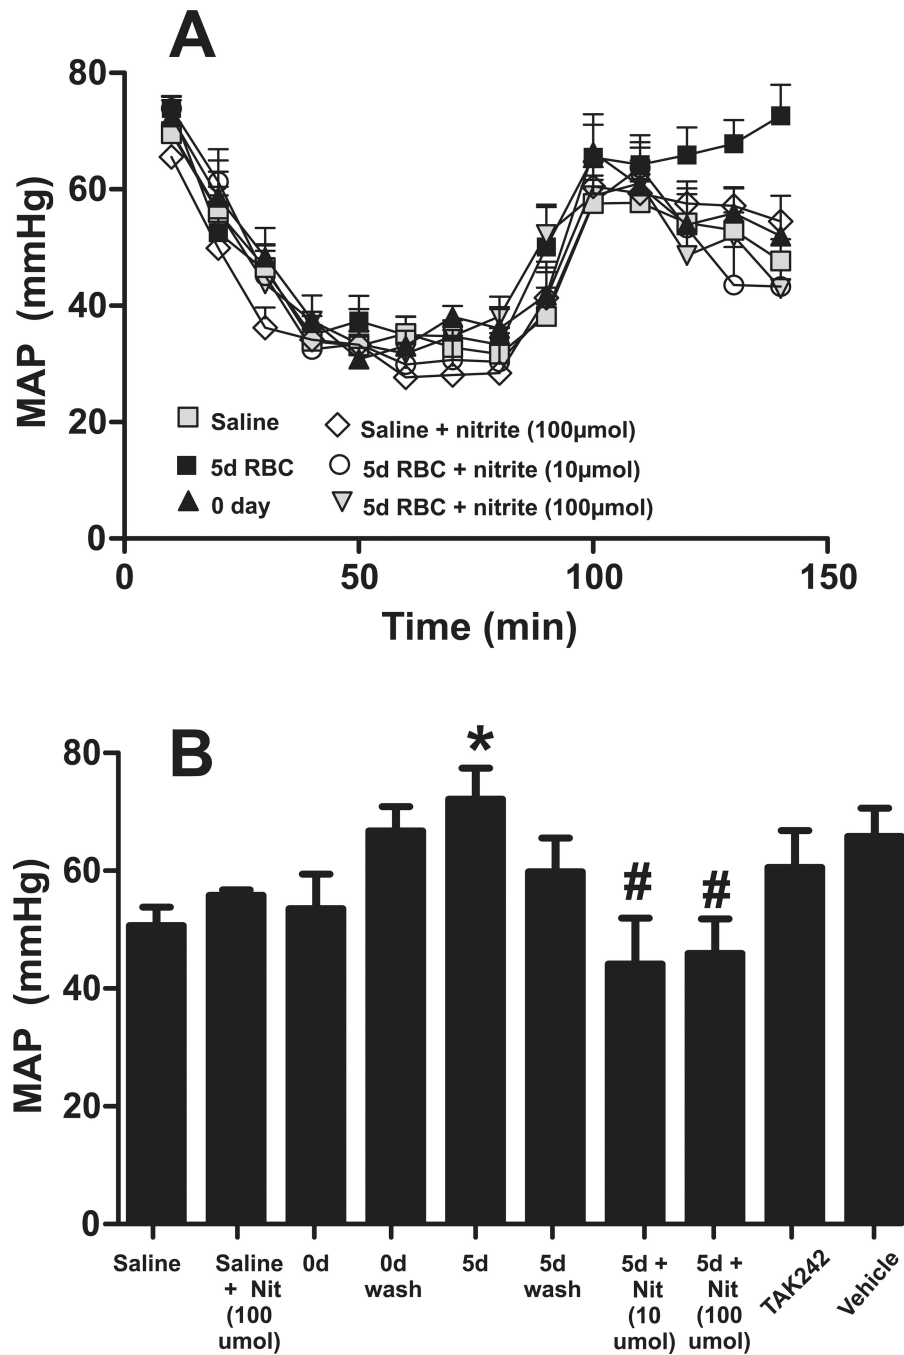 A
80
60
40
20
0
MAP (mmHg)
Saline
5d RBC
0 day
Saline + nitrite (100µmol)
5d RBC + nitrite (10µmol)
5d RBC + nitrite (100µmol)
0 50 100 150
Time (min)
B
80
60
40
20
0
MAP (mmHg)
*
#
#
Saline
Saline
+ Nit
(100
umol)
0d
0d
wash
5d
5d
wash
5d +
Nit
(10
umol)
5d +
Nit
(100
umol)
TAK242
Vehicle